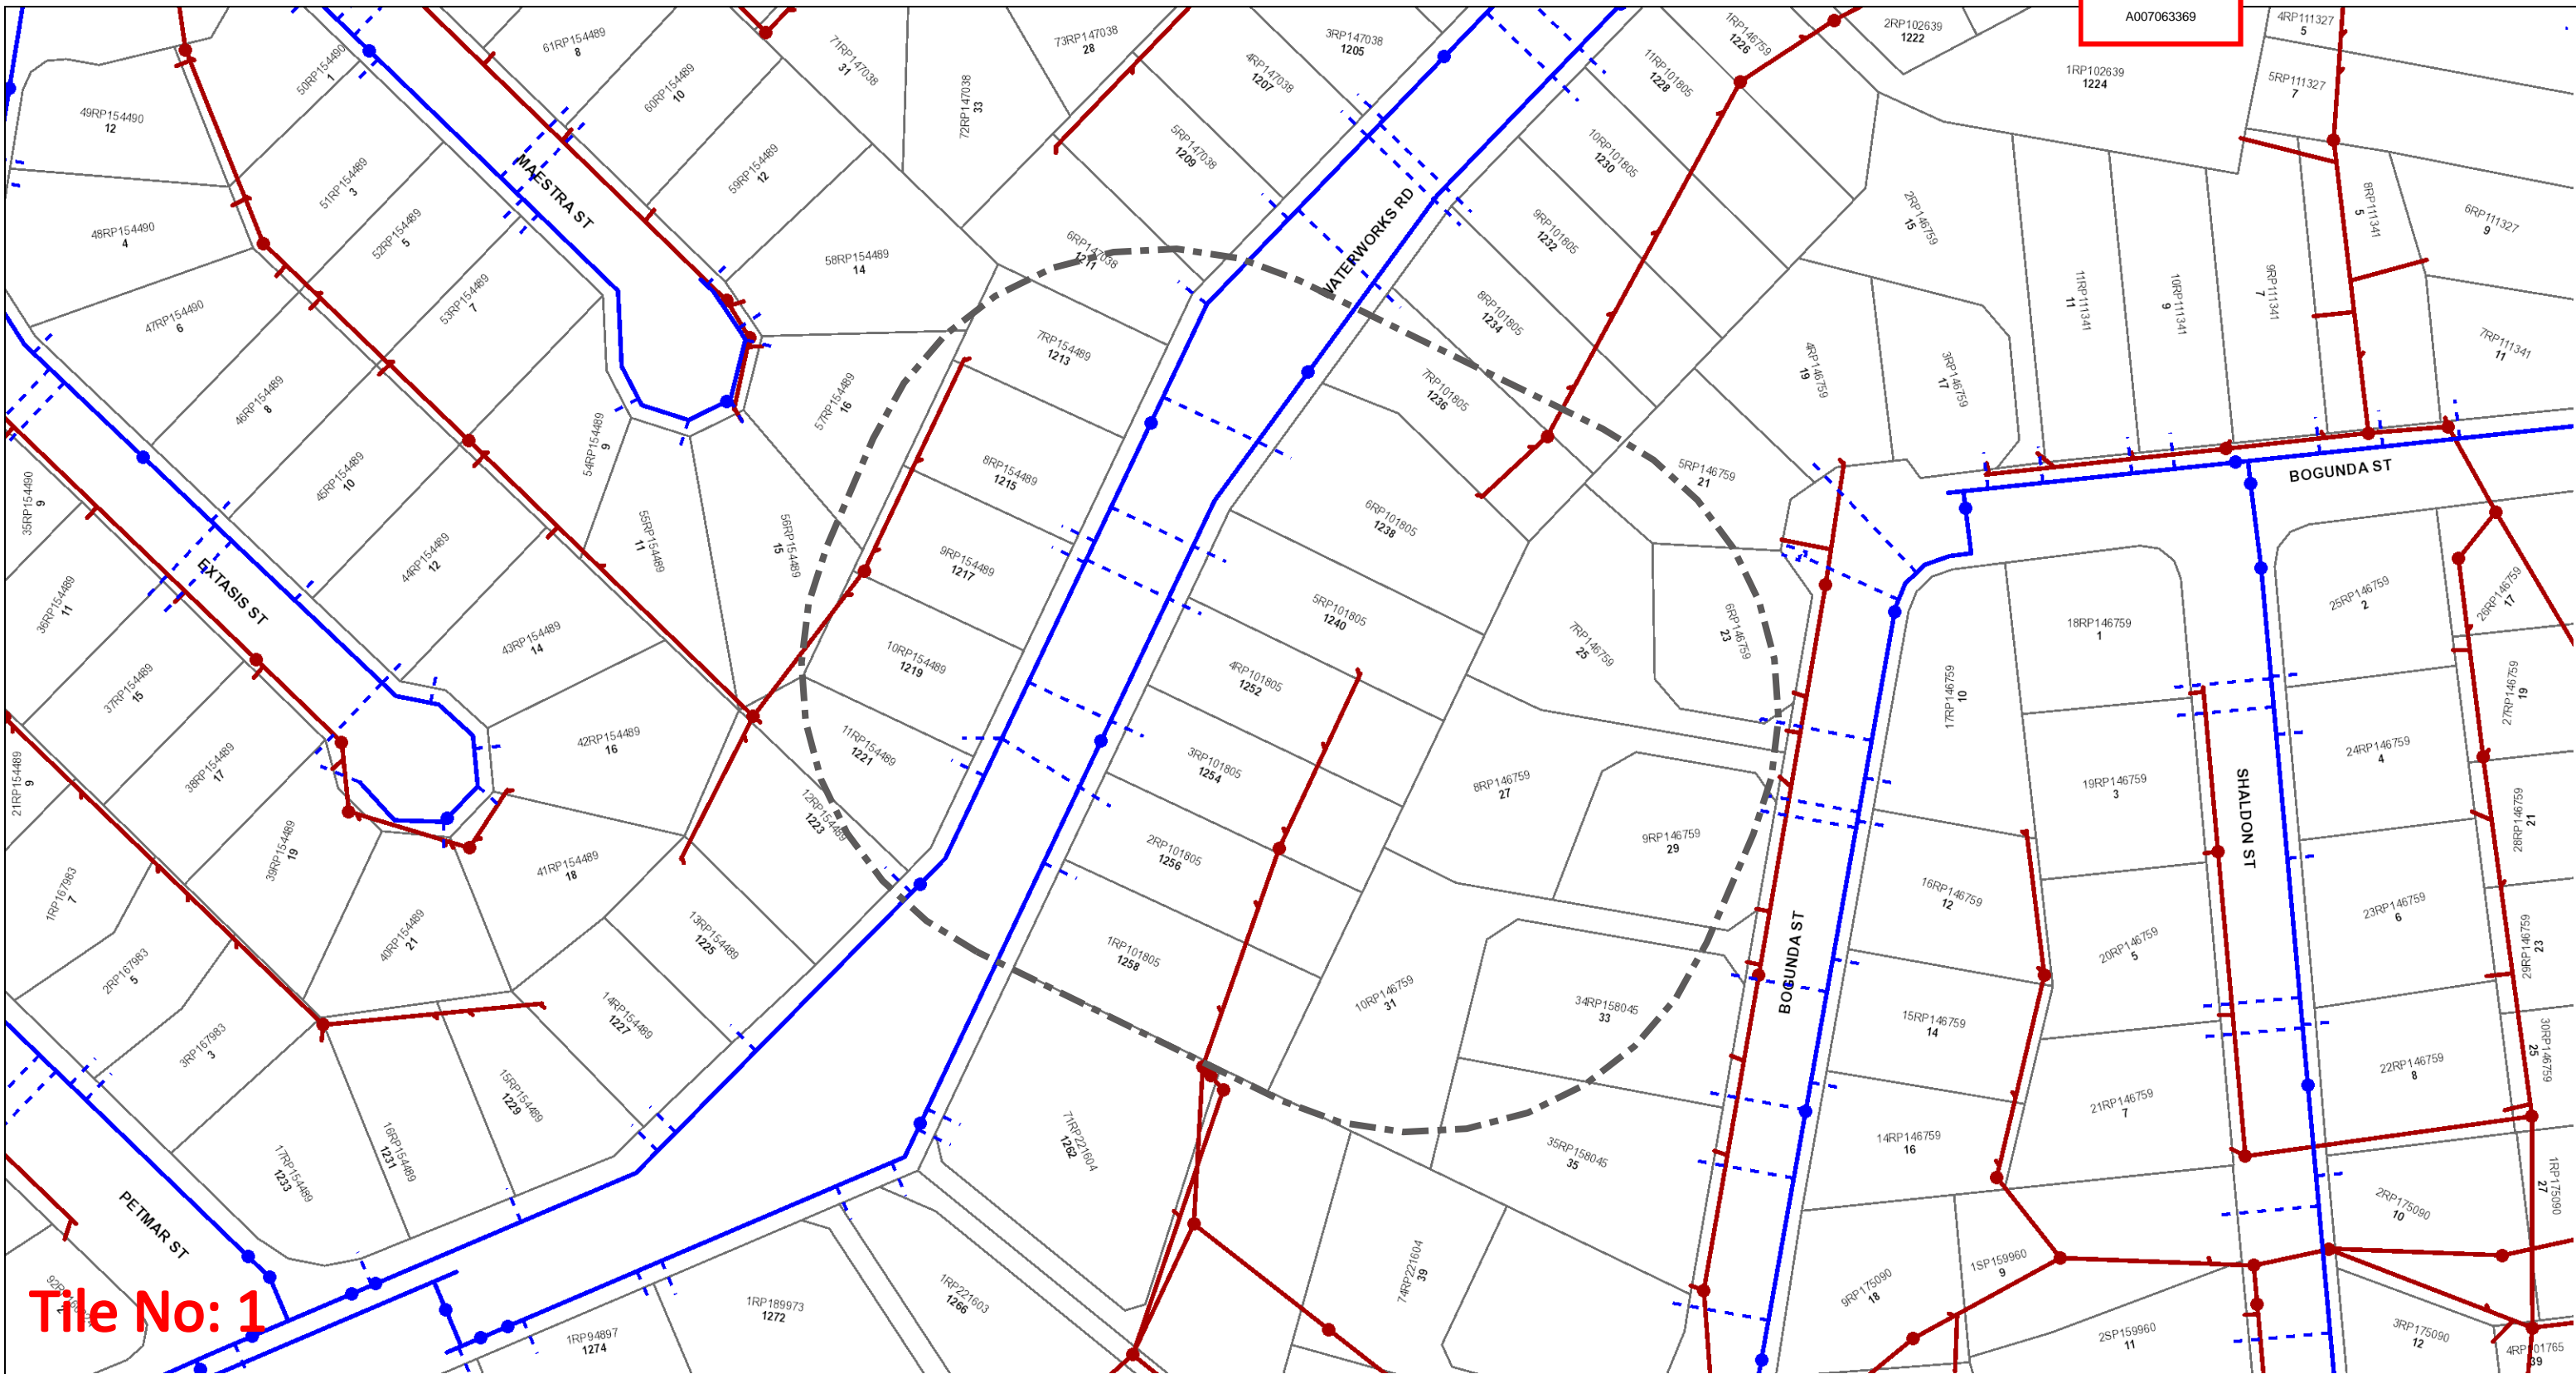 A007063369
4RP111327
5
61RP154489
8
73RP147038
28
3RP147038
1205
1RP146759
1226
2RP102639
1222
50RP154490
1
60RP154489
10
71RP147038
31
4RP147038
1207
11RP101805
1228
1RP102639
1224
5RP111327
7
49RP154490
12
72RP147038
33
5RP147038
1209
10RP101805
1230
51RP154489
3
59RP154489
12
MAESTRA ST
WATERWORKS RD
2RP146759
15
8RP111341
5
6RP111327
9
48RP154490
4
52RP154489
5
58RP154489
14
6RP147038
1211
9RP101805
1232
53RP154489
7
11RP111341
11
10RP111341
9
9RP111341
7
47RP154490
6
7RP154489
1213
8RP101805
1234
7RP111341
11
46RP154489
8
54RP154489
9
57RP154489
16
7RP101805
1236
4RP146759
19
3RP146759
17
45RP154489
10
8RP154489
1215
5RP146759
21
BOGUNDA ST
35RP154490
9
44RP154489
12
55RP154489
11
56RP154489
15
9RP154489
1217
6RP101805
1238
EXTASIS ST
36RP154489
11
43RP154489
14
10RP154489
1219
5RP101805
1240
7RP146759
25
6RP146759
23
18RP146759
1
25RP146759
2
26RP146759
17
37RP154489
15
42RP154489
16
11RP154489
1221
4RP101805
1252
17RP146759
10
27RP146759
19
38RP154489
17
3RP101805
1254
8RP146759
27
19RP146759
3
24RP146759
4
21RP154489
9
12RP154489
1223
SHALDON ST
39RP154489
19
41RP154489
18
2RP101805
1256
9RP146759
29
16RP146759
12
28RP146759
21
1RP167983
7
40RP154489
21
13RP154489
1225
1RP101805
1258
23RP146759
6
2RP167983
5
20RP146759
5
29RP146759
23
14RP154489
1227
10RP146759
31
34RP158045
33
BOGUNDA ST
15RP146759
14
3RP167983
3
15RP154489
1229
22RP146759
8
30RP146759
25
21RP146759
7
16RP154489
1231
71RP221604
1262
35RP158045
35
14RP146759
16
17RP154489
1233
1RP175090
27
PETMAR ST
2RP175090
10
1RP221603
1266
74RP221604
39
9RP175090
18
1SP159960
9
Tile No: 1
1RP189973
1272
1RP94897
1274
2SP159960
11
3RP175090
12
39